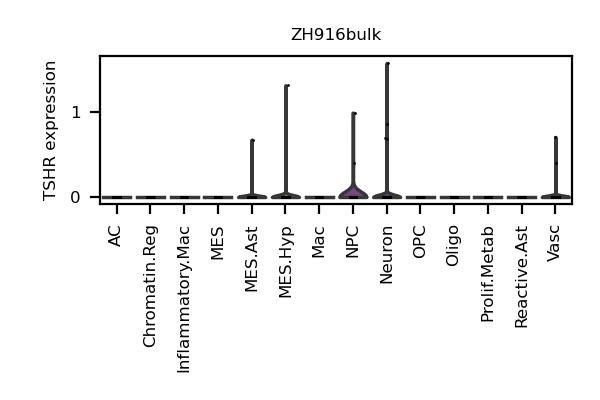 ZH916bulk
TSHR expression
1
0
AC
Chromatin.Reg
Inflammatory.Mac
MES
MES.Ast
MES.Hyp
Mac
NPC
Neuron
OPC
Oligo
Prolif.Metab
Reactive.Ast
Vasc